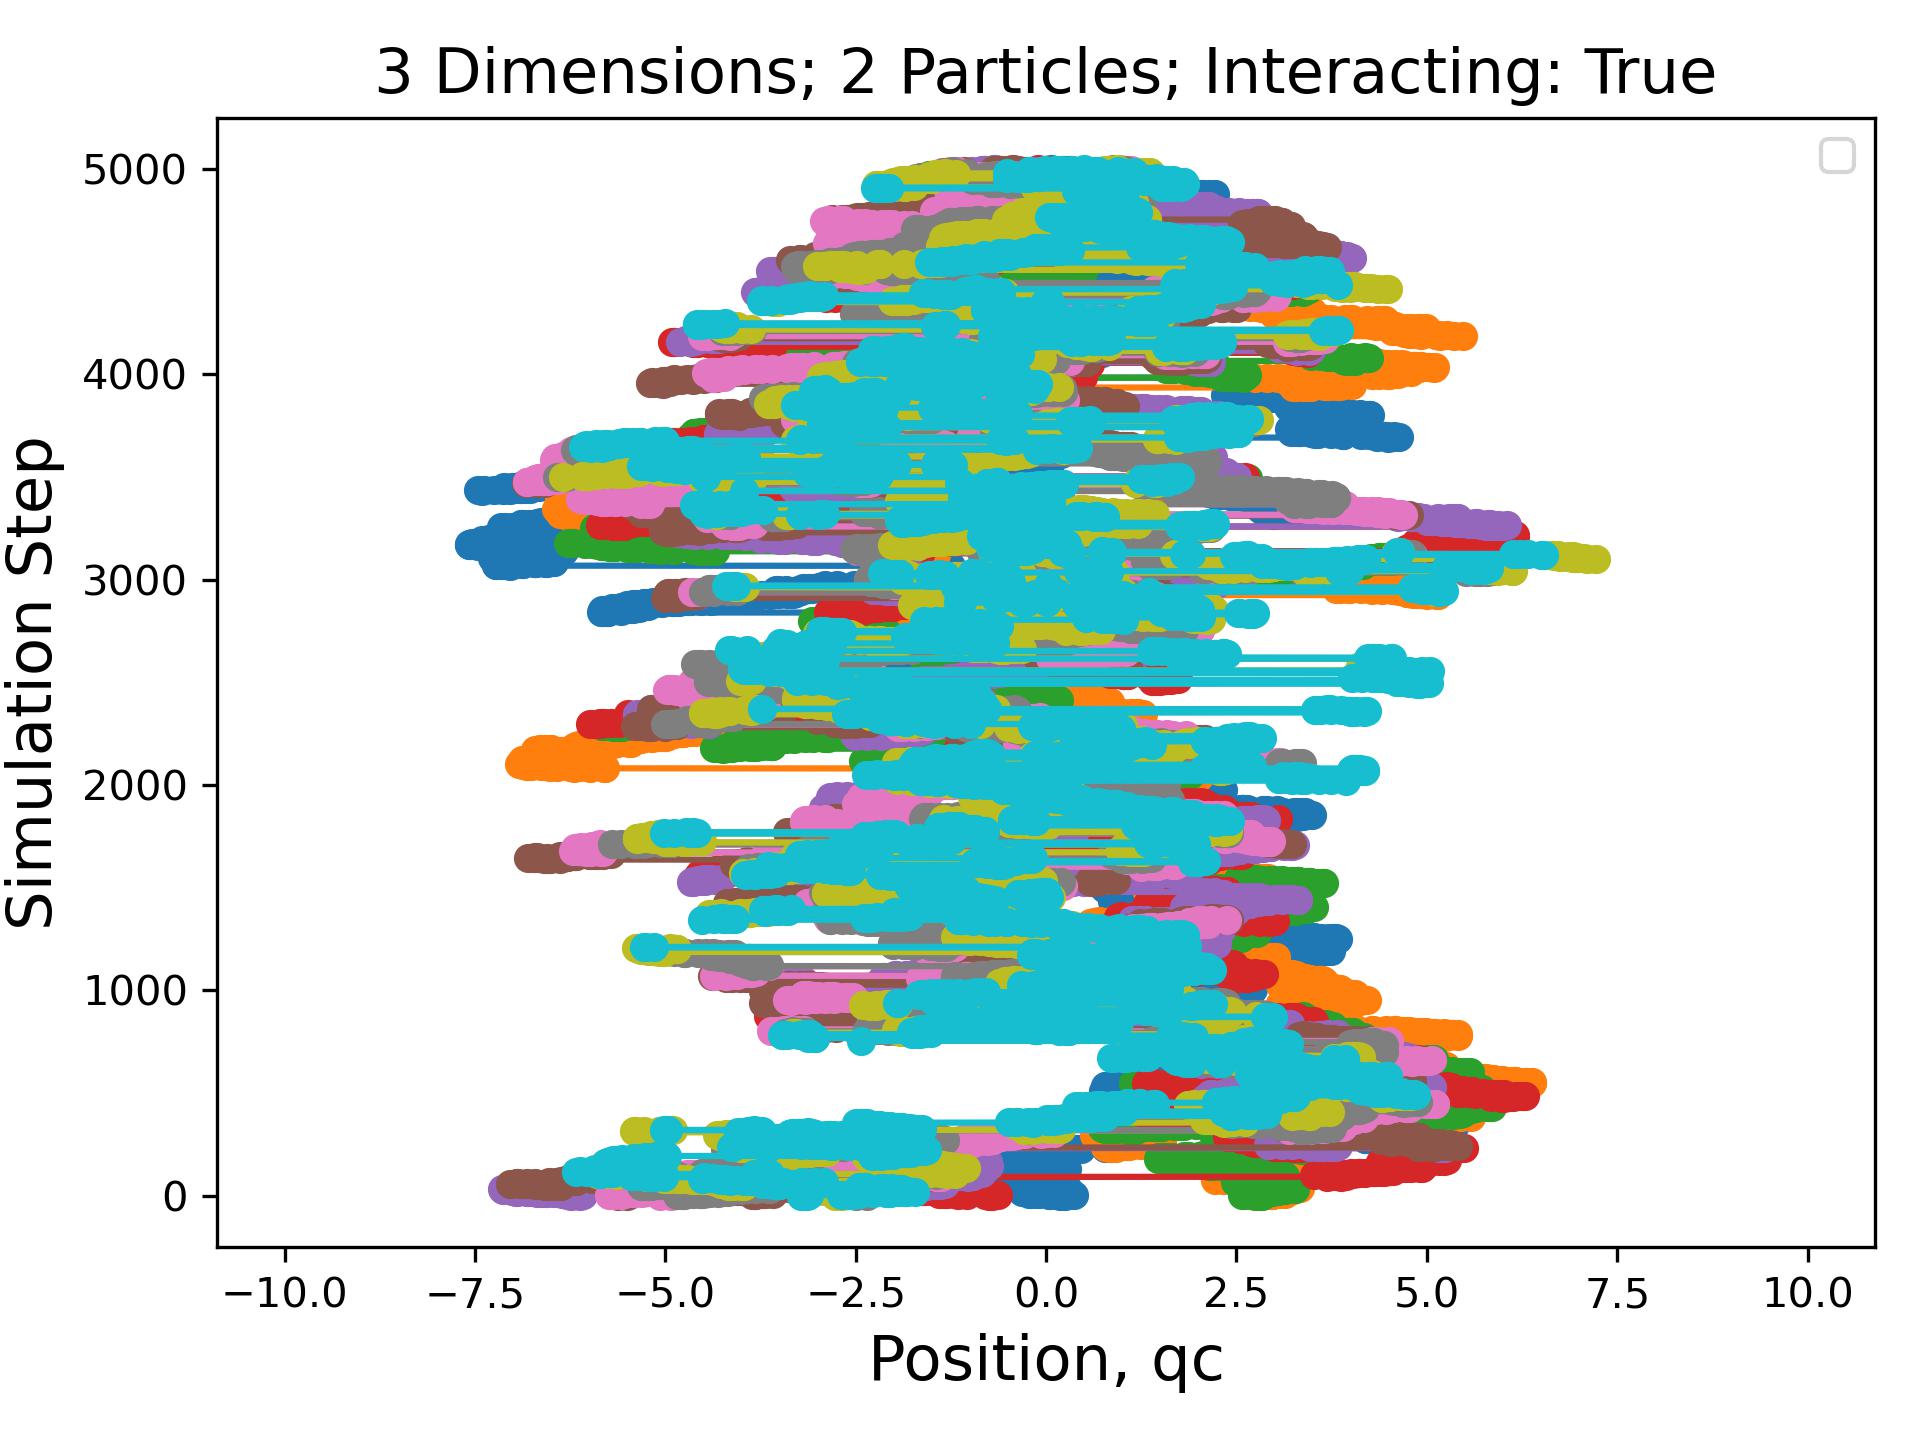 3 Dimensions; 2 Particles; Interacting: True
Simulation Step
5000
4000
3000
2000
1000
0
−10.0 −7.5 −5.0 −2.5 0.0 2.5 5.0 7.5 10.0
Position, qc